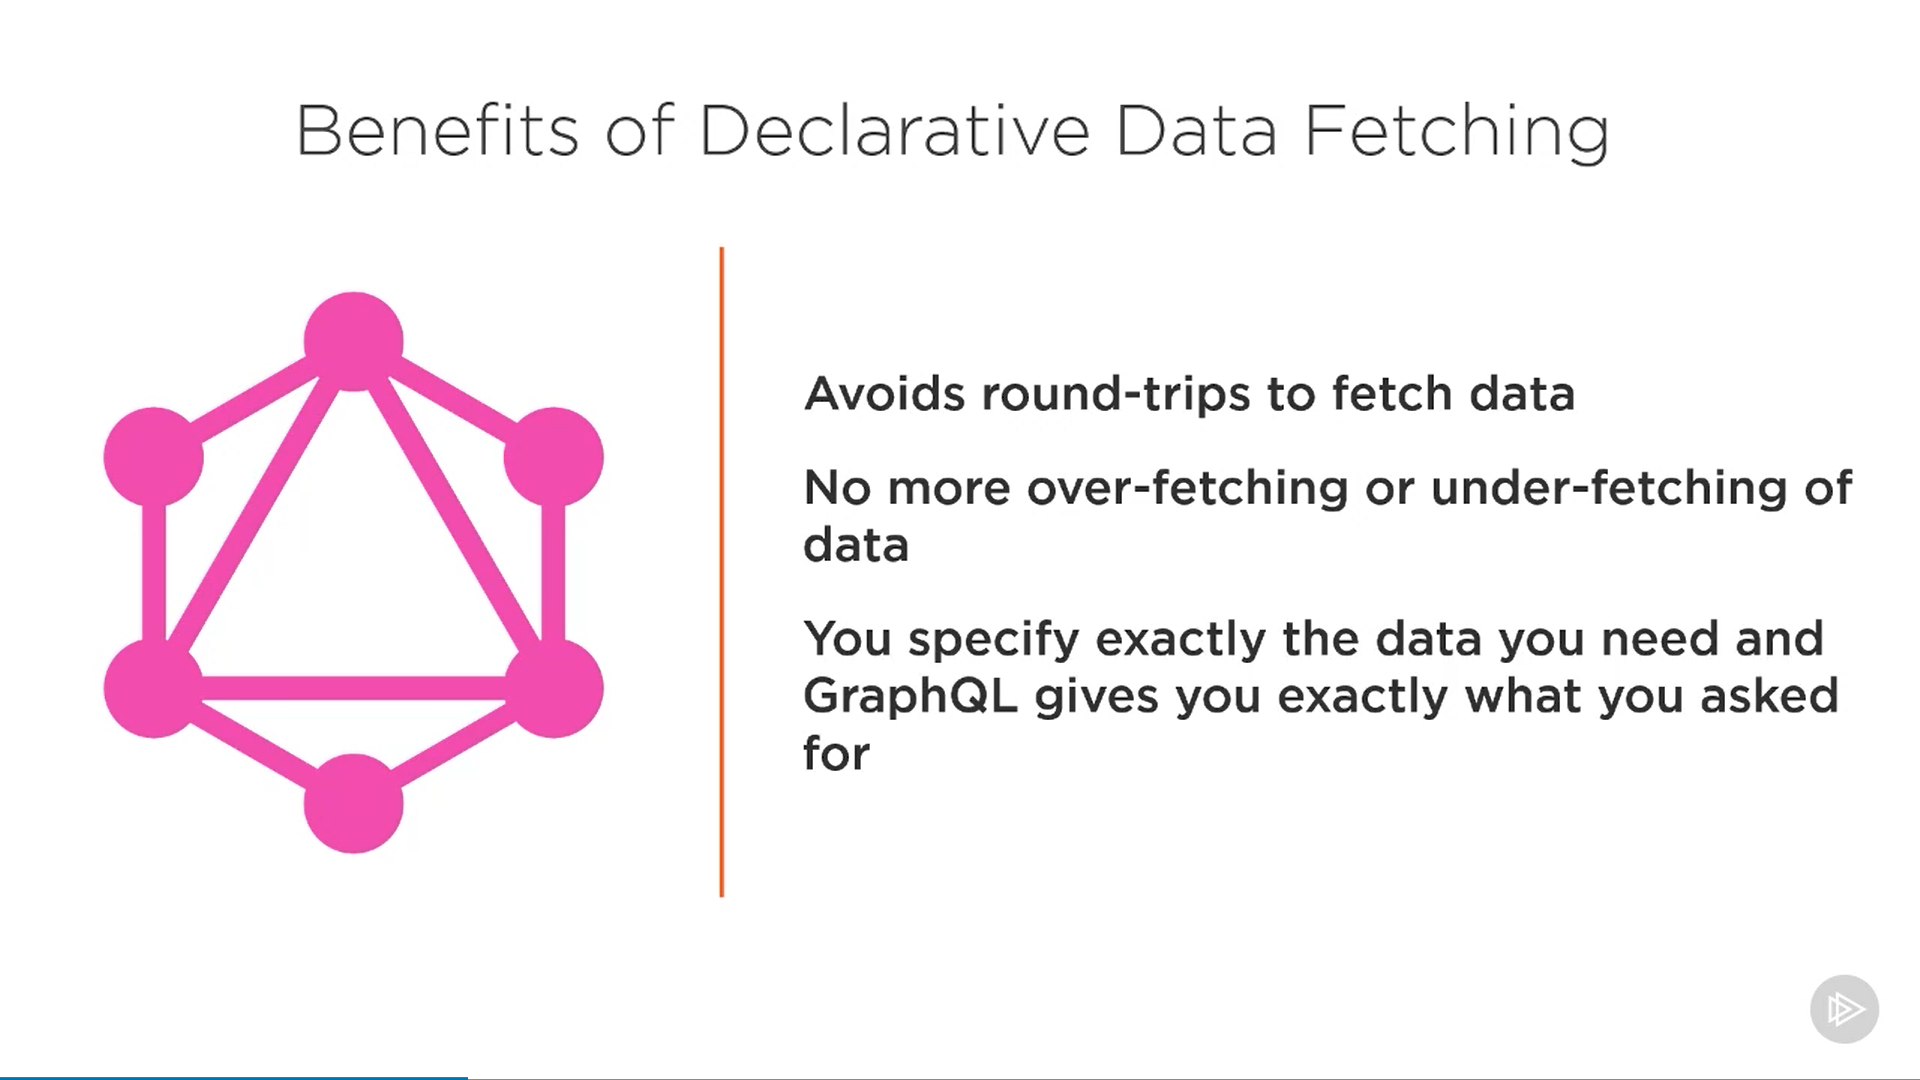 Benefits of Declarative Data Fetching
Avoids round-trips to fetch data
No more over-fetching or under-fetching of
data
You specify exactly the data you need and
GraphQL gives you exactly what you asked
for